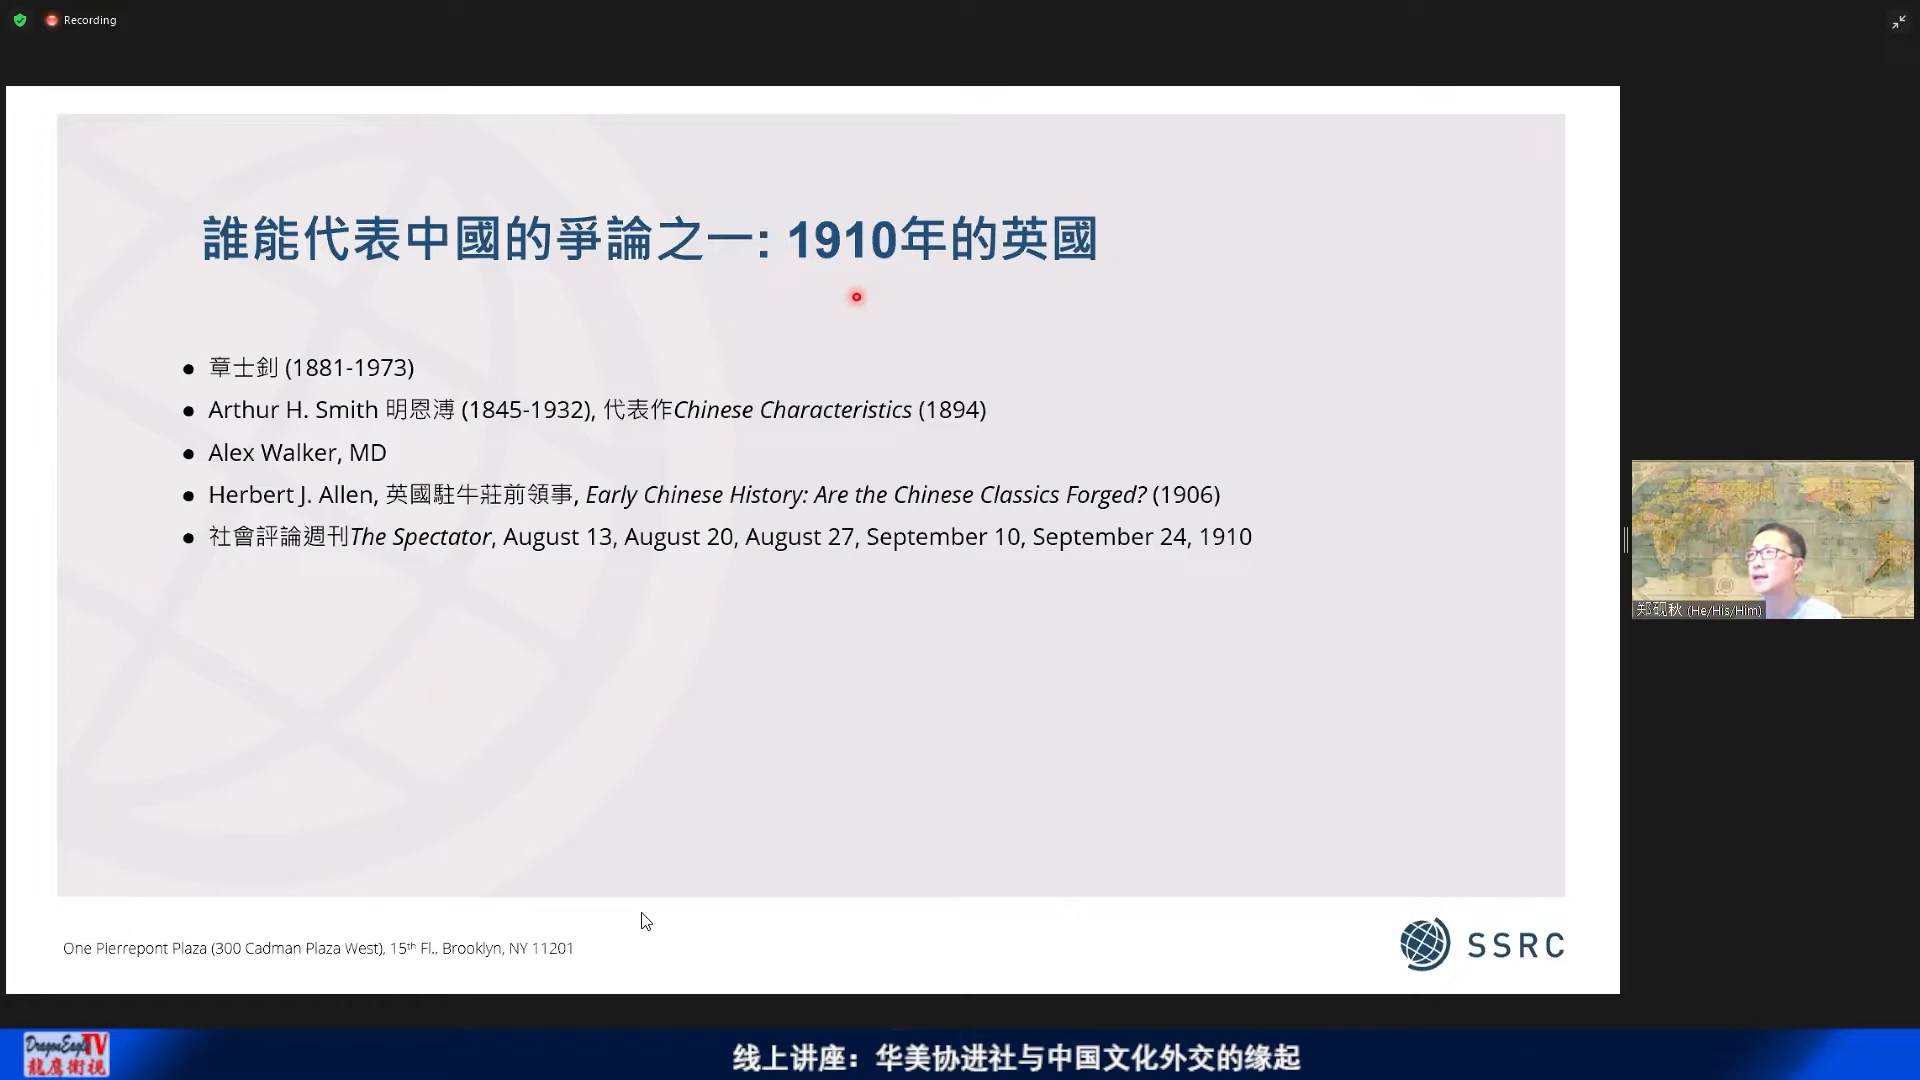 Recording
誰能代表中國的爭論之一: 1910年的英國
● 章士釗 (1881-1973)
● Arthur H. Smith 明恩溥 (1845-1932), 代表作Chinese Characteristics (1894)
● Alex Walker, MD
● Herbert J. Allen, 英國駐牛莊前領事, Early Chinese History: Are the Chinese Classics Forged? (1906)
● 社會評論週刊The Spectator, August 13, August 20, August 27, September 10, September 24, 1910
郑砚秋 (He/His/Him)
One Pierrepont Plaza (300 Cadman Plaza West), 15th Fl., Brooklyn, NY 11201
SSRC
DragonEagle TV
龍鷹衛視
线上讲座：华美协进社与中国文化外交的缘起